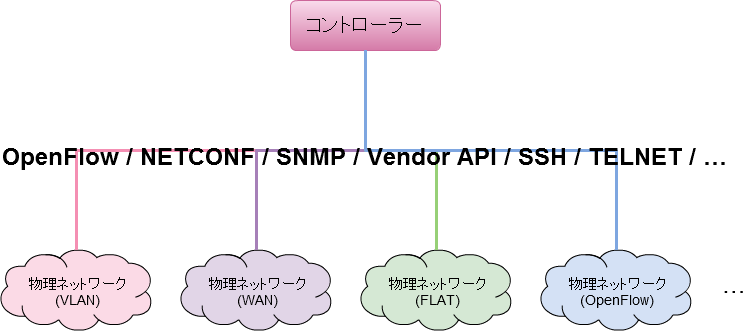 コントローラー
OpenFlow / NETCONF / SNMP / Vendor API / SSH / TELNET / …
物理ネットワーク
(VLAN)
物理ネットワーク
(WAN)
物理ネットワーク
(FLAT)
物理ネットワーク
(OpenFlow)
…